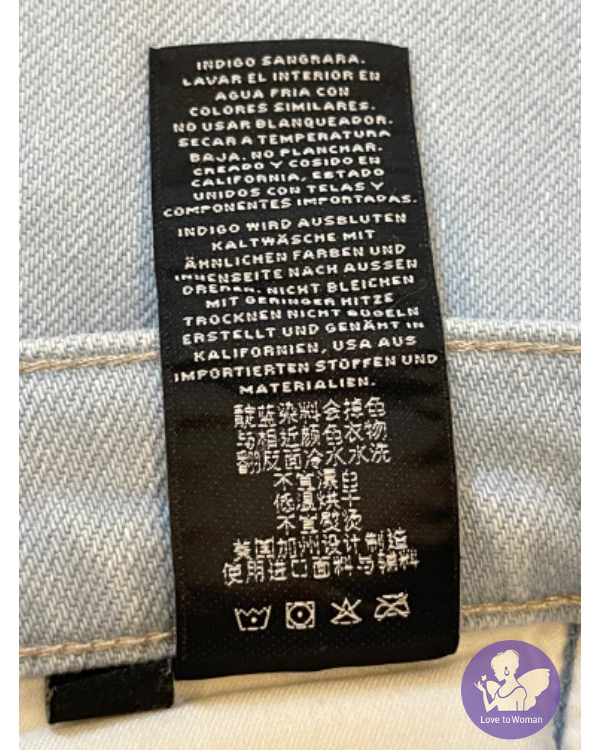 INDIGO SANGRARA.
LAVAR EL INTERIOR EN
AGUA FRIA CON
COLORES SIMILARES.
NO USAR BLANQUEADOR.
SECAR A TEMPERATURA
BAJA. NO PLANCHAR.
CREADO Y COSIDO EN
CALIFORNIA, ESTADO
UNIDOS CON TELAS Y
COMPONENTES IMPORTADAS.
INDIGO WIRD AUSBLUTEN
KALTWÄSCHE MIT
ÄHNLICHEN FARBEN UND
INNENSEITE NACH AUSSEN
DREHEN. NICHT BLEICHEN
MIT GERINGER HITZE
TROCKNEN NICHT BÜGELN
ERSTELLT UND GENÄHT IN
KALIFORNIEN, USA AUS
IMPORTIERTEN STOFFEN UND
MATERIALIEN.
靛蓝染料会掉色
与相近颜色衣物
翻反面冷水水洗
不宜漂白
低温烘干
不宜熨烫
美国加州设计制造
使用进口面料与辅料
Love to Woman